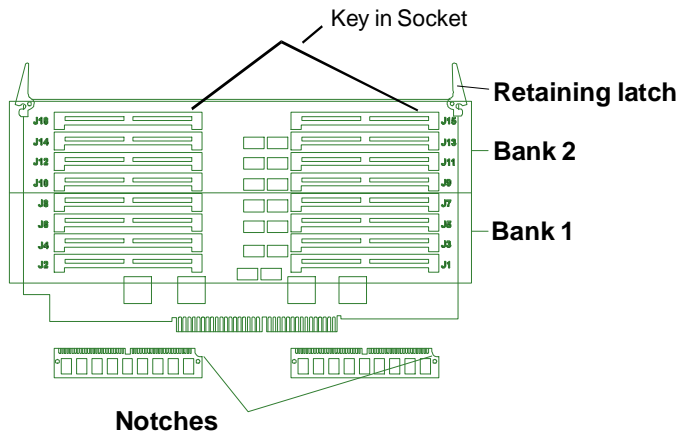 Key in Socket
Retaining latch
J16 J15
J14 J13
Bank 2
J12 J11
J10 J9
J8 J7
Bank 1
J6 J5
J4 J3
J2 J1
Notches